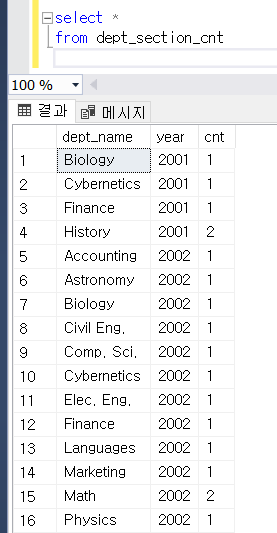 select *
from dept_section_cnt
100 %
결과 메시지
dept_name year cnt
1 Biology 2001 1
2 Cybernetics 2001 1
3 Finance 2001 1
4 History 2001 2
5 Accounting 2002 1
6 Astronomy 2002 1
7 Biology 2002 1
8 Civil Eng. 2002 1
9 Comp. Sci. 2002 1
10 Cybernetics 2002 1
11 Elec. Eng. 2002 1
12 Finance 2002 1
13 Languages 2002 1
14 Marketing 2002 1
15 Math 2002 2
16 Physics 2002 1